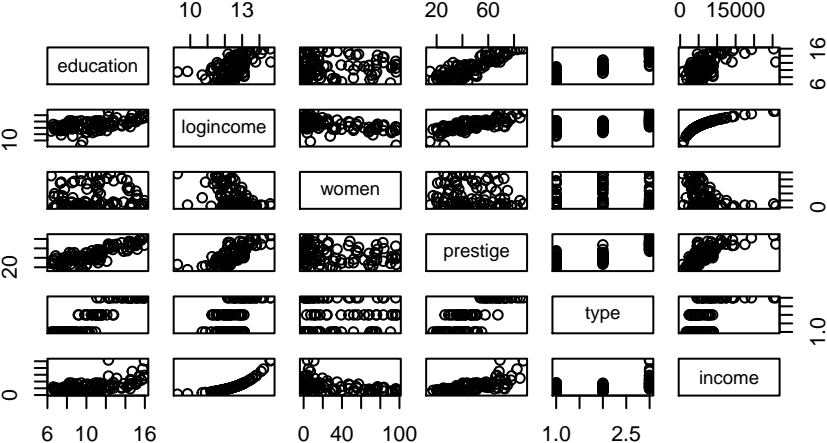 10 13 20 60 0 15000
education 6 16
10 logincome
women 0
20 prestige
type 1.0
0 income
6 10 16 0 40 100 1.0 2.5